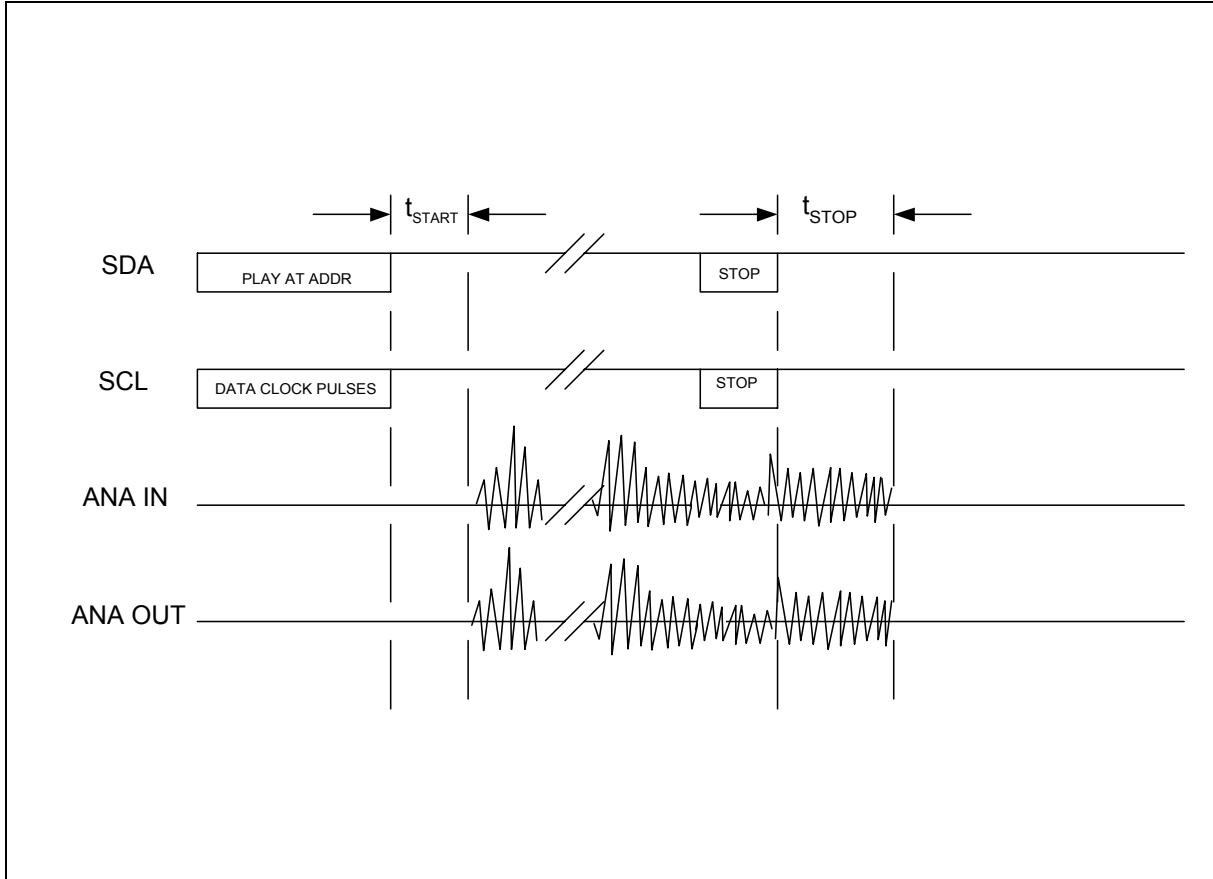 tSTART
tSTOP
SDA
PLAY AT ADDR
STOP
SCL
DATA CLOCK PULSES
STOP
ANA IN
ANA OUT